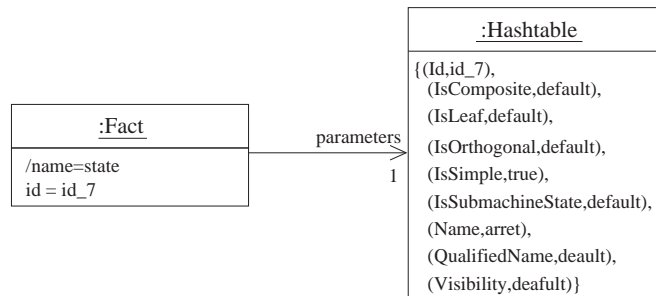 :Fact
/name=state
id = id_7
parameters
1
:Hashtable
{(Id,id_7),
(IsComposite,default),
(IsLeaf,default),
(IsOrthogonal,default),
(IsSimple,true),
(IsSubmachineState,default),
(Name,arret),
(QualifiedName,deault),
(Visibility,deafult)}